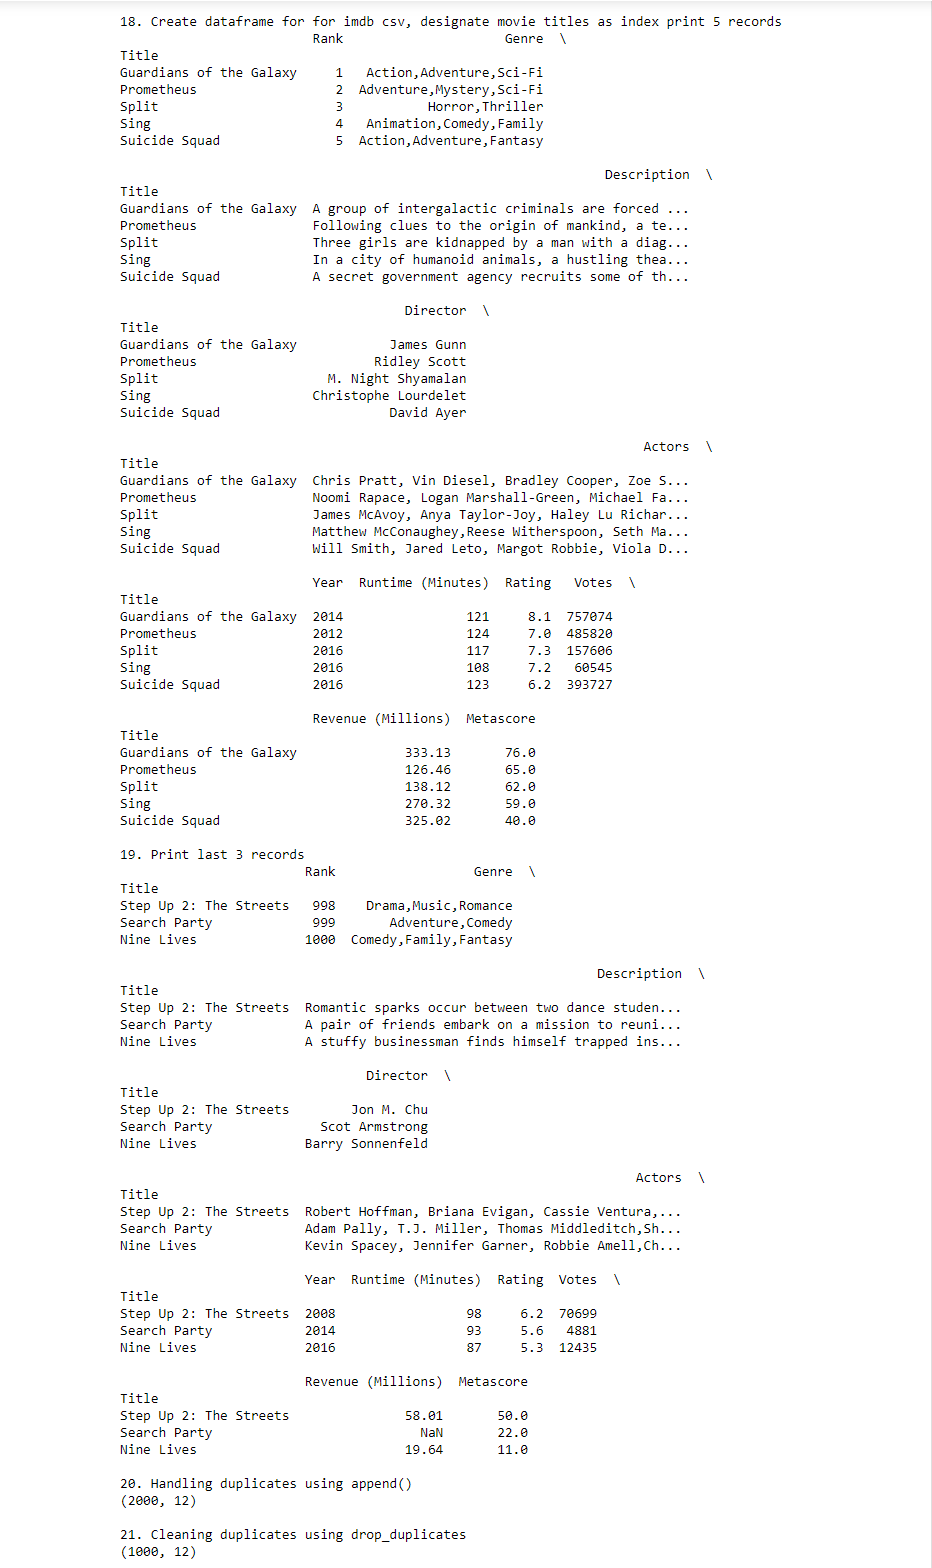 18. Create dataframe for for imdb csv, designate movie titles as index print 5 records
Rank Genre \
Title
Guardians of the Galaxy 1 Action,Adventure,Sci-Fi
Prometheus 2 Adventure,Mystery,Sci-Fi
Split 3 Horror,Thriller
Sing 4 Animation,Comedy,Family
Suicide Squad 5 Action,Adventure,Fantasy
Description \
Title
Guardians of the Galaxy A group of intergalactic criminals are forced ...
Prometheus Following clues to the origin of mankind, a te...
Split Three girls are kidnapped by a man with a diag...
Sing In a city of humanoid animals, a hustling thea...
Suicide Squad A secret government agency recruits some of th...
Director \
Title
Guardians of the Galaxy James Gunn
Prometheus Ridley Scott
Split M. Night Shyamalan
Sing Christophe Lourdelet
Suicide Squad David Ayer
Actors \
Title
Guardians of the Galaxy Chris Pratt, Vin Diesel, Bradley Cooper, Zoe S...
Prometheus Noomi Rapace, Logan Marshall-Green, Michael Fa...
Split James McAvoy, Anya Taylor-Joy, Haley Lu Richar...
Sing Matthew McConaughey,Reese Witherspoon, Seth Ma...
Suicide Squad Will Smith, Jared Leto, Margot Robbie, Viola D...
Year Runtime (Minutes) Rating Votes \
Title
Guardians of the Galaxy 2014 121 8.1 757074
Prometheus 2012 124 7.0 485820
Split 2016 117 7.3 157606
Sing 2016 108 7.2 60545
Suicide Squad 2016 123 6.2 393727
Revenue (Millions) Metascore
Title
Guardians of the Galaxy 333.13 76.0
Prometheus 126.46 65.0
Split 138.12 62.0
Sing 270.32 59.0
Suicide Squad 325.02 40.0
19. Print last 3 records
Rank Genre \
Title
Step Up 2: The Streets 998 Drama,Music,Romance
Search Party 999 Adventure,Comedy
Nine Lives 1000 Comedy,Family,Fantasy
Description \
Title
Step Up 2: The Streets Romantic sparks occur between two dance studen...
Search Party A pair of friends embark on a mission to reuni...
Nine Lives A stuffy businessman finds himself trapped ins...
Director \
Title
Step Up 2: The Streets Jon M. Chu
Search Party Scot Armstrong
Nine Lives Barry Sonnenfeld
Actors \
Title
Step Up 2: The Streets Robert Hoffman, Briana Evigan, Cassie Ventura,...
Search Party Adam Pally, T.J. Miller, Thomas Middleditch,Sh...
Nine Lives Kevin Spacey, Jennifer Garner, Robbie Amell,Ch...
Year Runtime (Minutes) Rating Votes \
Title
Step Up 2: The Streets 2008 98 6.2 70699
Search Party 2014 93 5.6 4881
Nine Lives 2016 87 5.3 12435
Revenue (Millions) Metascore
Title
Step Up 2: The Streets 58.01 50.0
Search Party NaN 22.0
Nine Lives 19.64 11.0
20. Handling duplicates using append()
(2000, 12)
21. Cleaning duplicates using drop_duplicates
(1000, 12)